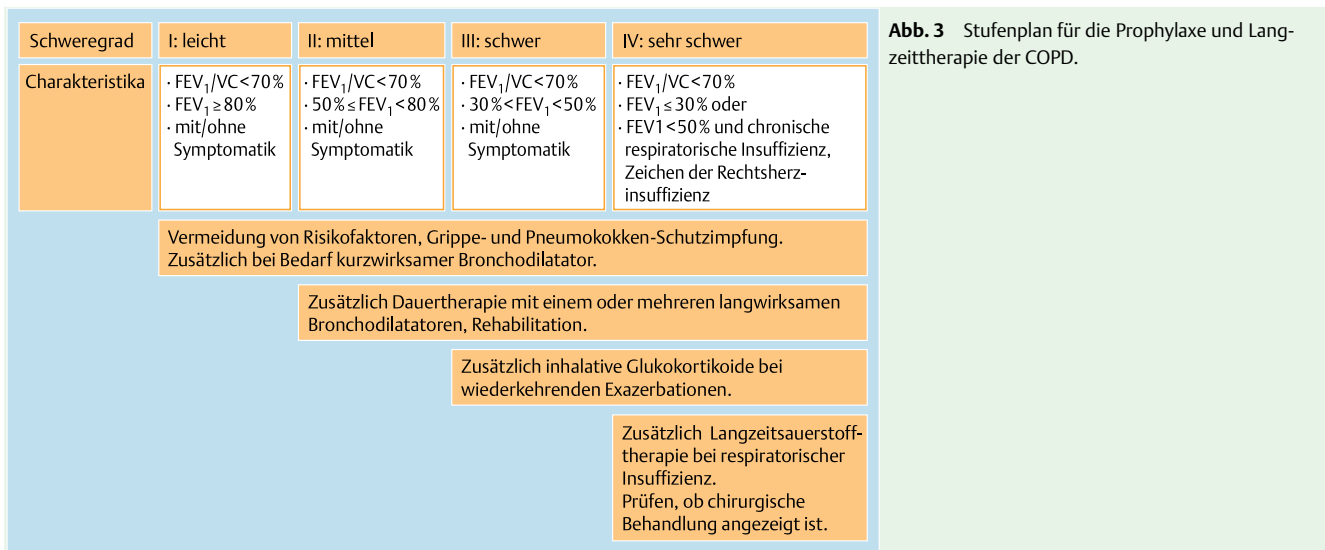 Schweregrad
I: leicht
II: mittel
III: schwer
IV: sehr schwer
Charakteristika
· FEV₁/VC<70%
· FEV₁≥80%
· mit/ohne
Symptomatik
· FEV₁/VC<70%
· 50%≤FEV₁<80%
· mit/ohne
Symptomatik
· FEV₁/VC<70%
· 30%<FEV₁<50%
· mit/ohne
Symptomatik
· FEV₁/VC<70%
· FEV₁≤30% oder
· FEV1<50% und chronische
respiratorische Insuffizienz,
Zeichen der Rechtsherz-
insuffizienz
Vermeidung von Risikofaktoren, Grippe- und Pneumokokken-Schutzimpfung.
Zusätzlich bei Bedarf kurzwirksamer Bronchodilatator.
Zusätzlich Dauertherapie mit einem oder mehreren langwirksamen
Bronchodilatatoren, Rehabilitation.
Zusätzlich inhalative Glukokortikoide bei
wiederkehrenden Exazerbationen.
Zusätzlich Langzeitsauerstoff-
therapie bei respiratorischer
Insuffizienz.
Prüfen, ob chirurgische
Behandlung angezeigt ist.
Abb. 3 Stufenplan für die Prophylaxe und Lang-
zeittherapie der COPD.